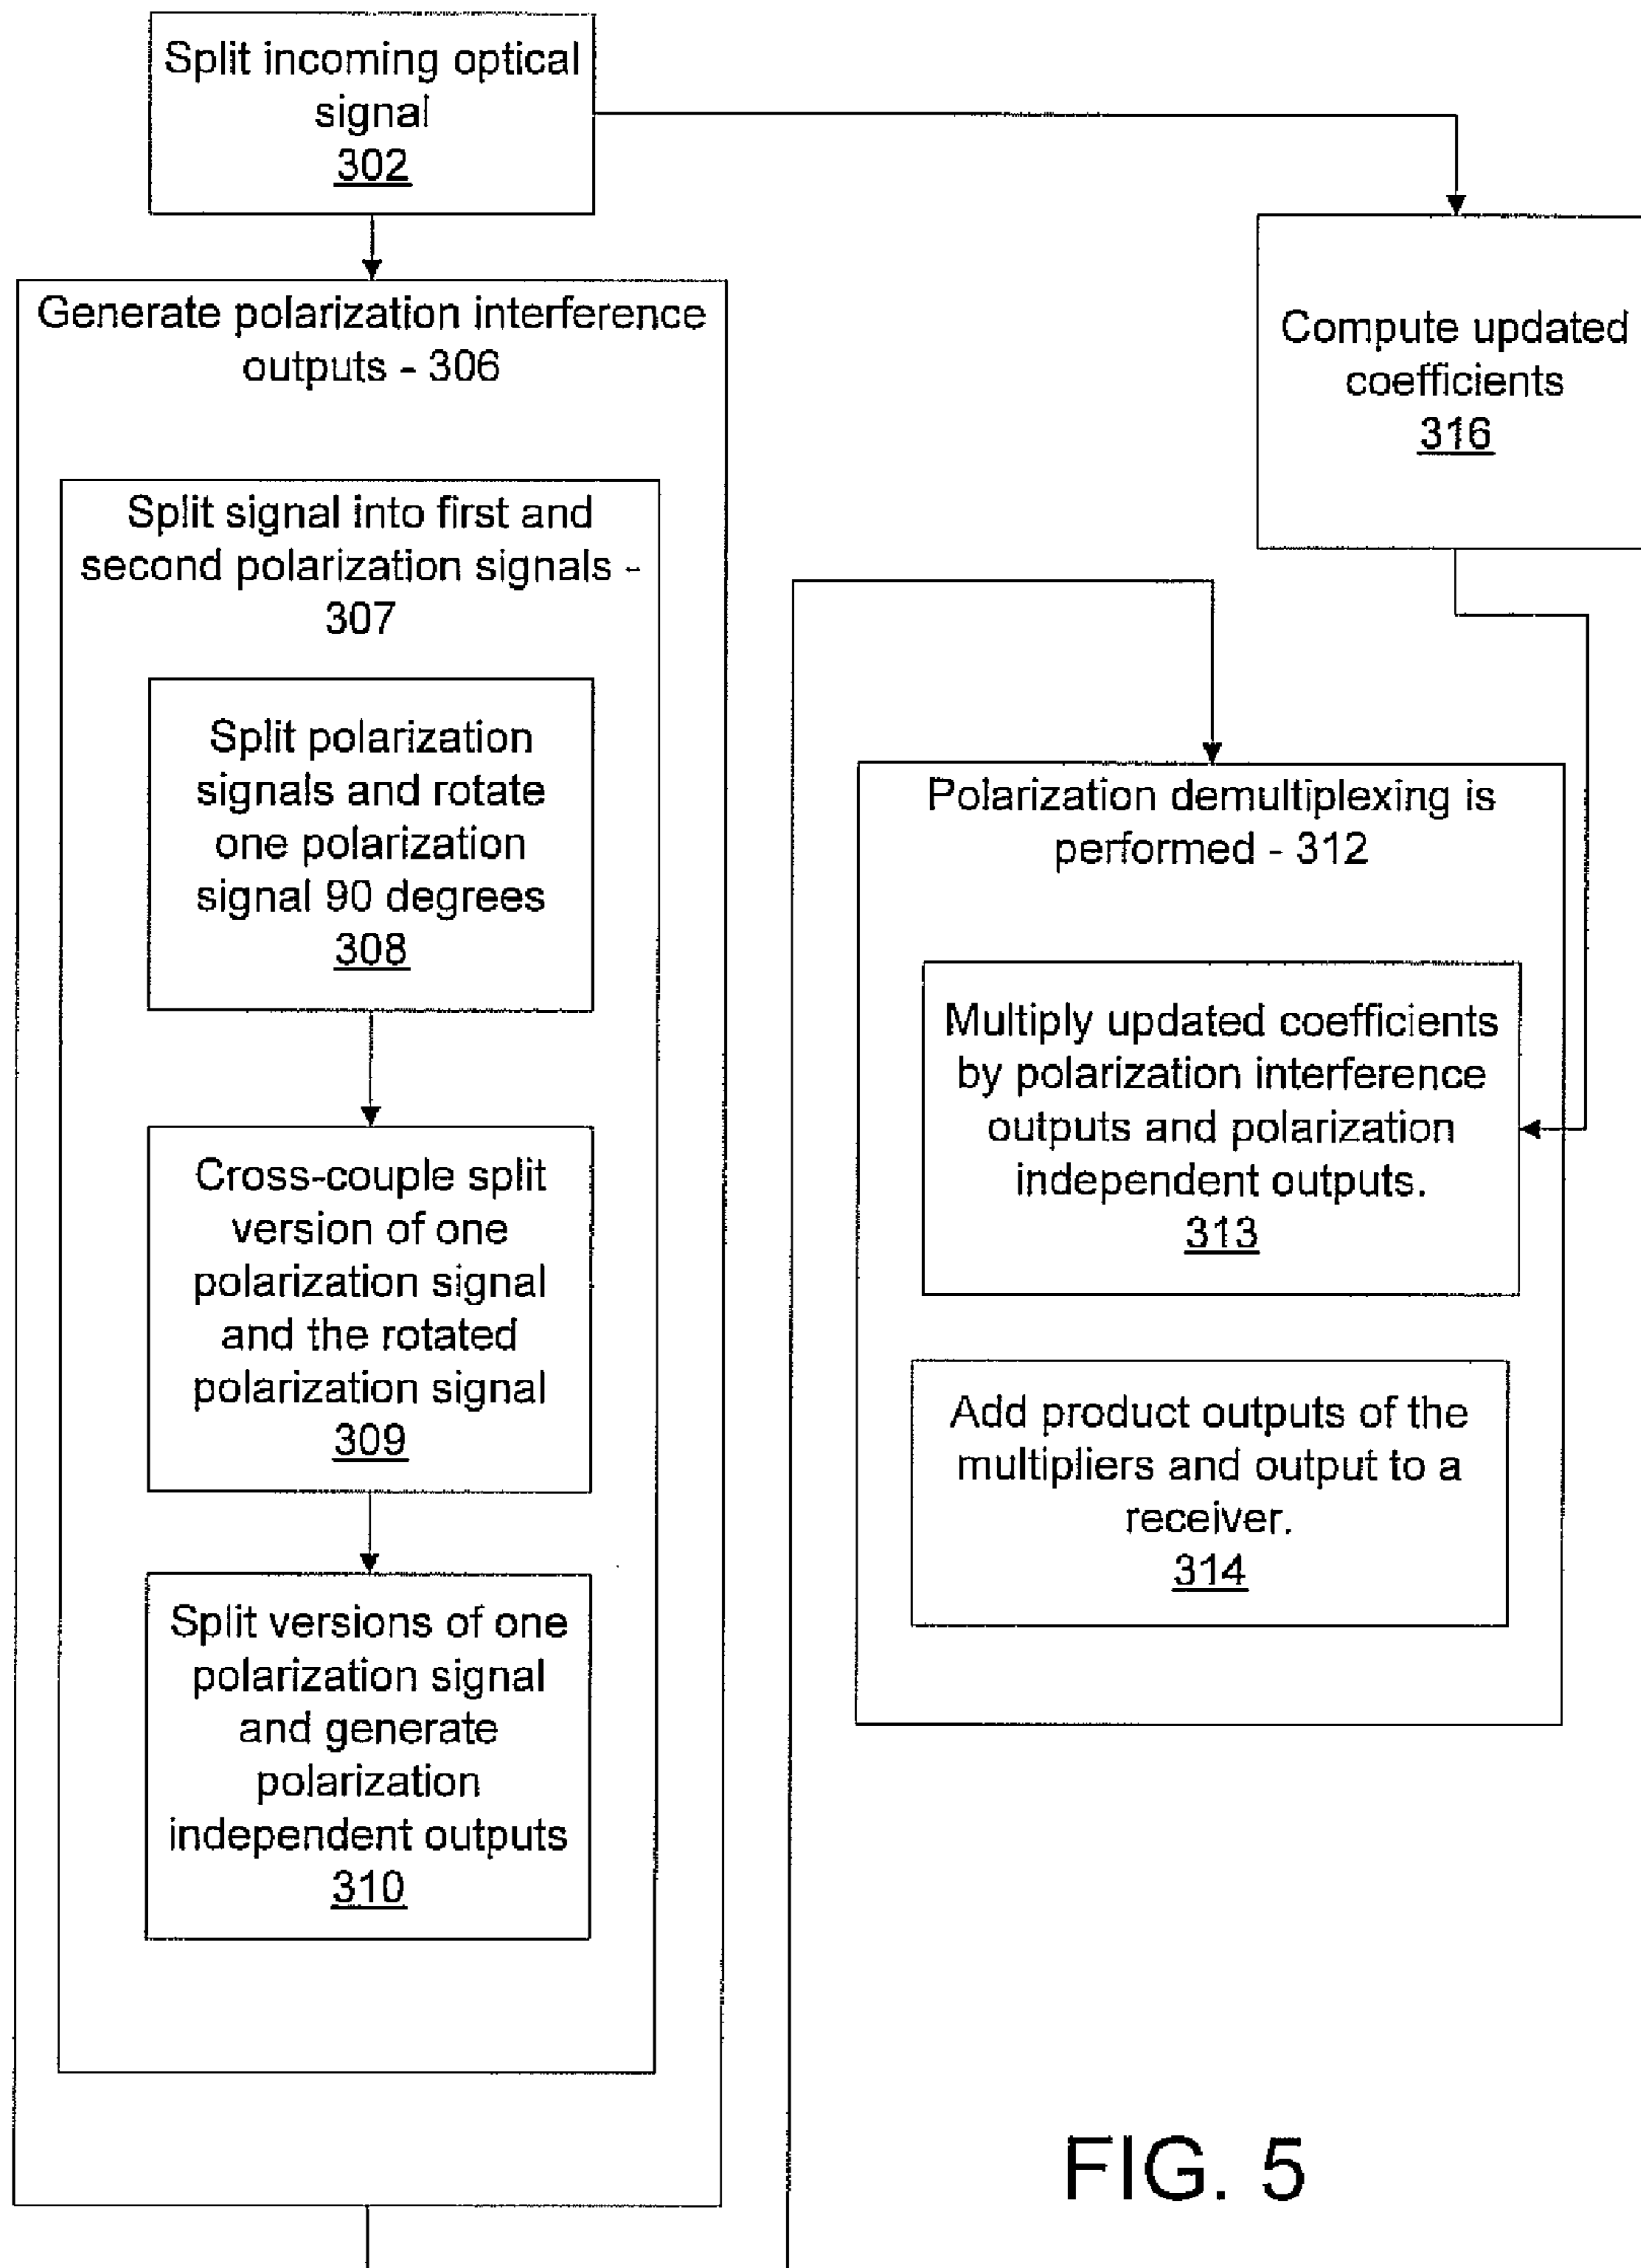 Split incoming optical
signal
302
Generate polarization interference
outputs - 306
Split signal into first and
second polarization signals -
307
Split polarization
signals and rotate
one polarization
signal 90 degrees
308
Cross-couple split
version of one
polarization signal
and the rotated
polarization signal
309
Split versions of one
polarization signal
and generate
polarization
independent outputs
310
Compute updated
coefficients
316
Polarization demultiplexing is
performed - 312
Multiply updated coefficients
by polarization interference
outputs and polarization
independent outputs.
313
Add product outputs of the
multipliers and output to a
receiver.
314
FIG. 5